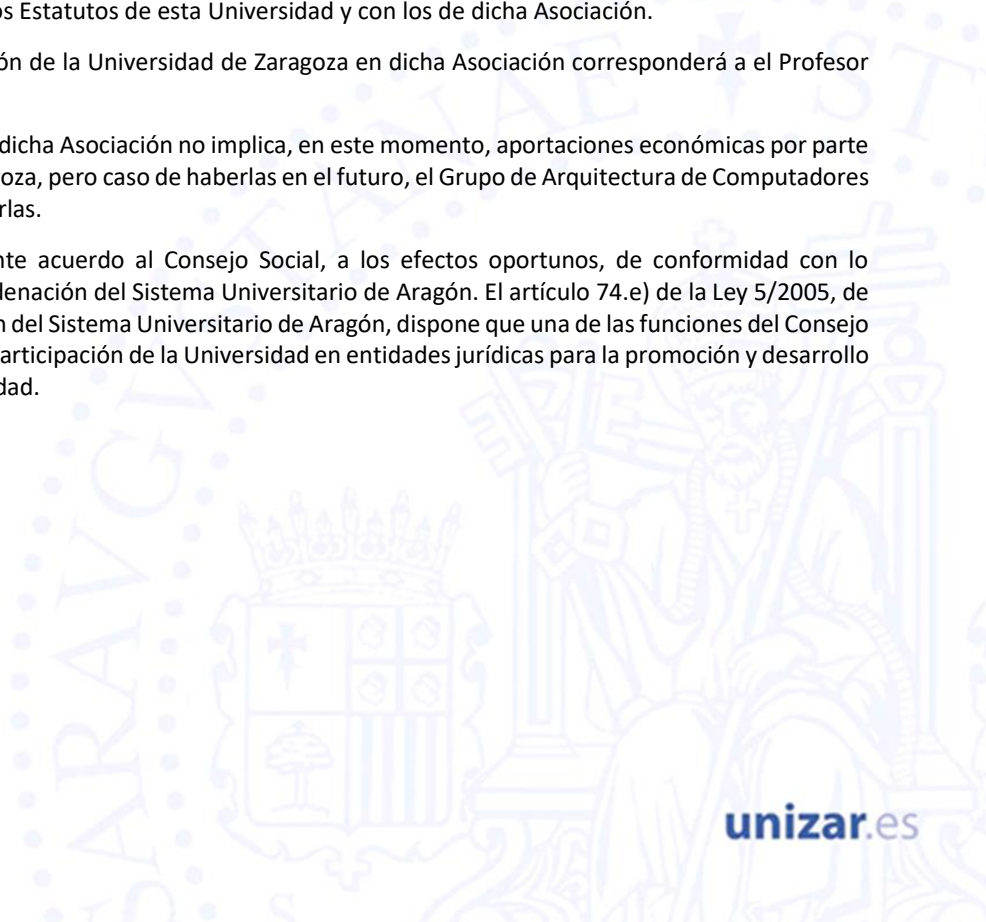 os Estatutos de esta Universidad y con los de dicha Asociación.
ón de la Universidad de Zaragoza en dicha Asociación corresponderá a el Profesor
dicha Asociación no implica, en este momento, aportaciones económicas por parte
oza, pero caso de haberlas en el futuro, el Grupo de Arquitectura de Computadores
rlas.
nte acuerdo al Consejo Social, a los efectos oportunos, de conformidad con lo
denación del Sistema Universitario de Aragón. El artículo 74.e) de la Ley 5/2005, de
n del Sistema Universitario de Aragón, dispone que una de las funciones del Consejo
articipación de la Universidad en entidades jurídicas para la promoción y desarrollo
dad.
unizar.es